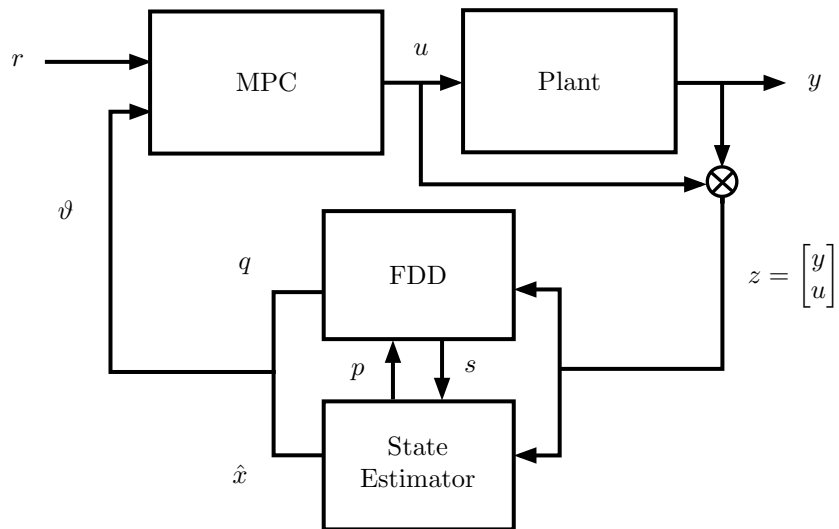 r
MPC
u
Plant
y
ϑ
q
FDD
z = [y
u]
p
s
x̂
State
Estimator